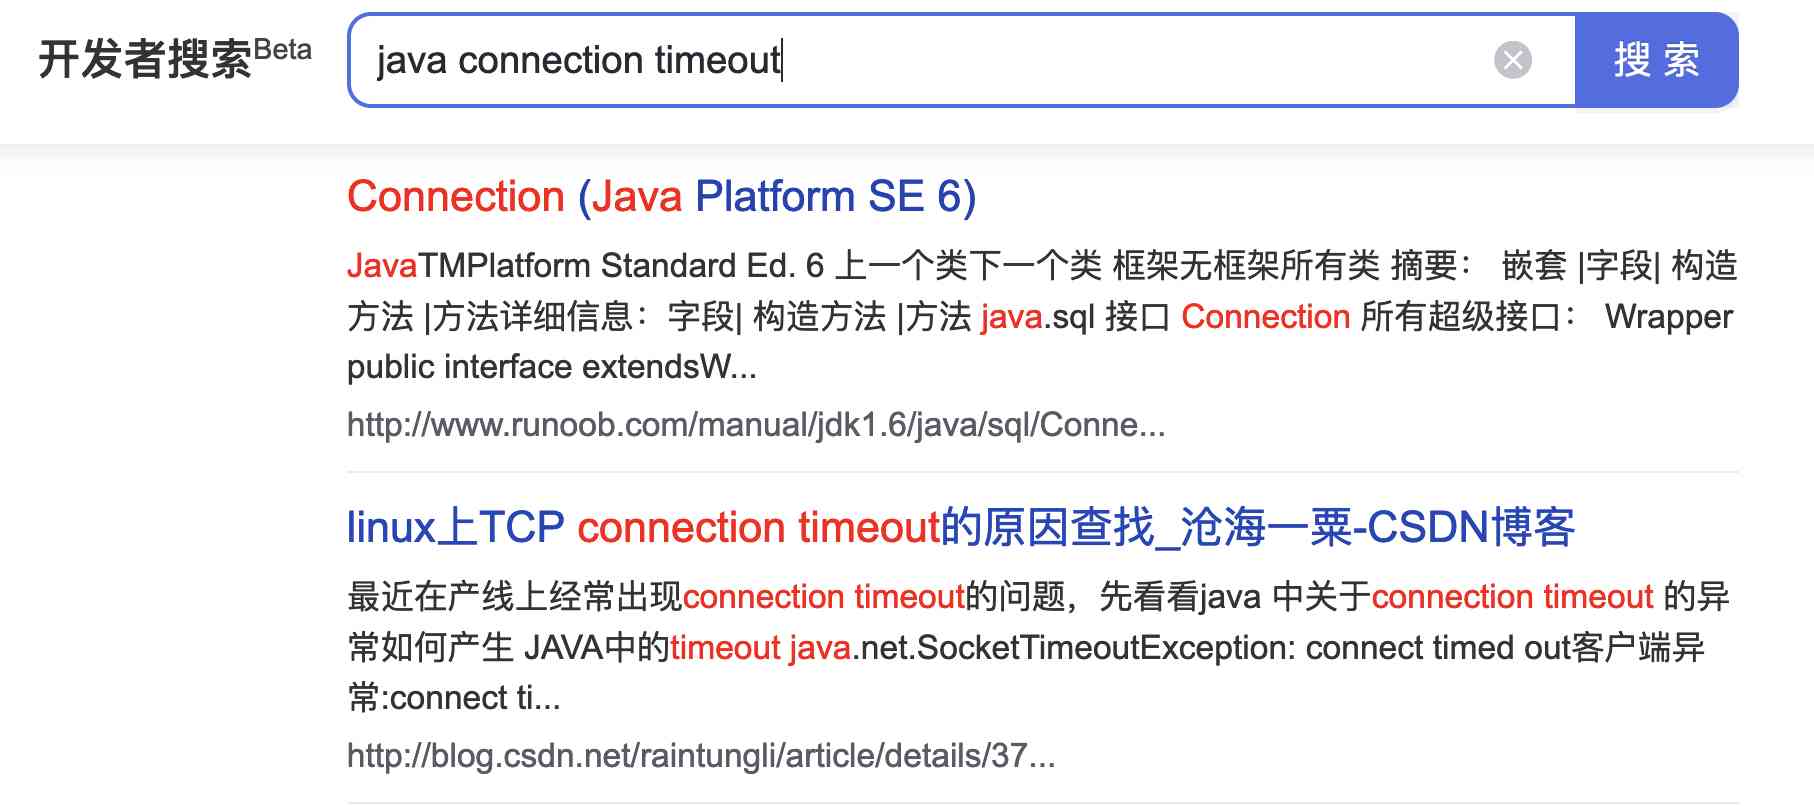 开发者搜索Beta
java connection timeout
搜 索
Connection (Java Platform SE 6)
JavaTMPlatform Standard Ed. 6 上一个类下一个类 框架无框架所有类 摘要： 嵌套 |字段| 构造
方法 |方法详细信息：字段| 构造方法 |方法 java.sql 接口 Connection 所有超级接口： Wrapper
public interface extendsW...
http://www.runoob.com/manual/jdk1.6/java/sql/Conne...
linux上TCP connection timeout的原因查找_沧海一粟-CSDN博客
最近在产线上经常出现connection timeout的问题，先看看java 中关于connection timeout 的异
常如何产生 JAVA中的timeout java.net.SocketTimeoutException: connect timed out客户端异
常:connect ti...
http://blog.csdn.net/raintungli/article/details/37...